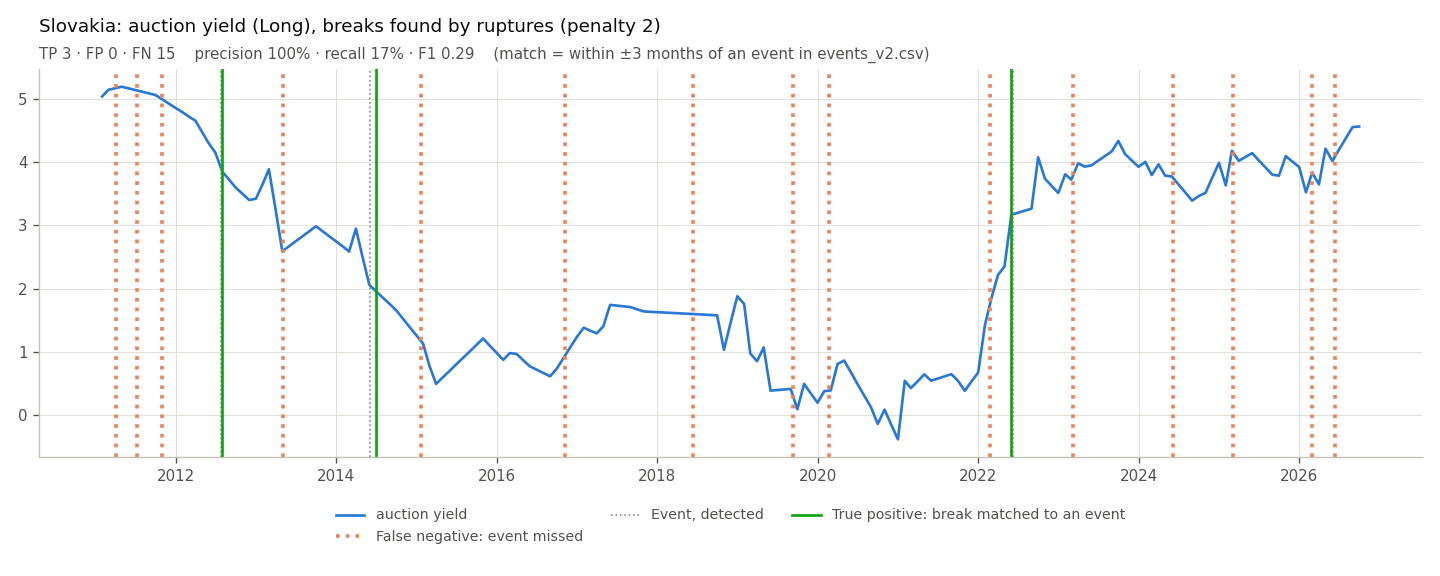 Slovakia: auction yield (Long), breaks found by ruptures (penalty 2)
TP 3 · FP 0 · FN 15    precision 100% · recall 17% · F1 0.29    (match = within ±3 months of an event in events_v2.csv)
5
4
3
2
1
0
2012 2014 2016 2018 2020 2022 2024 2026
auction yield    Event, detected    True positive: break matched to an event
False negative: event missed